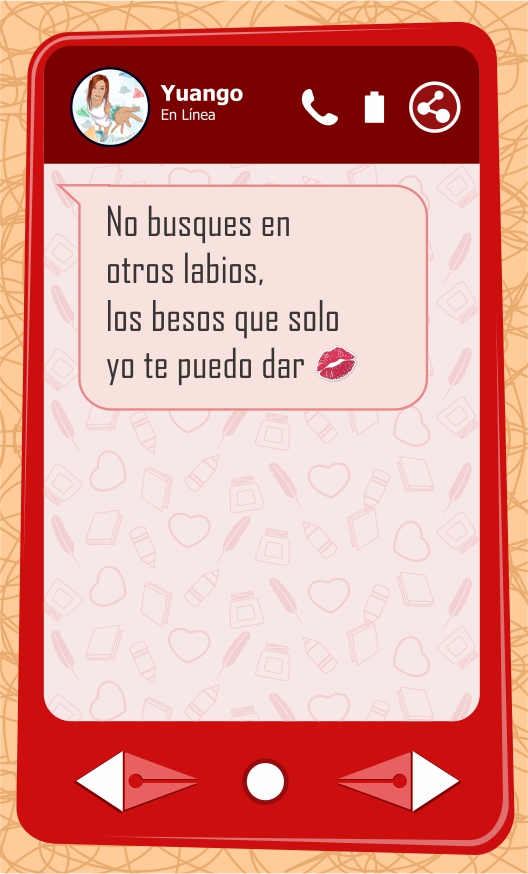 Yuango
En Línea
No busques en
otros labios,
los besos que solo
yo te puedo dar 💋